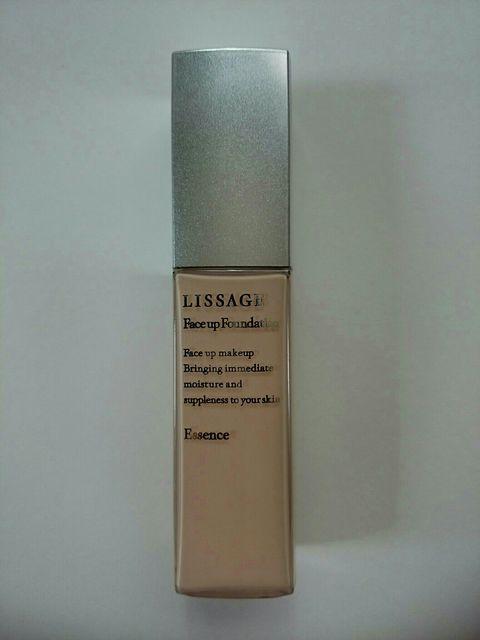 LISSAGE
Face up Foundation
Face up makeup
Bringing immediate
moisture and
suppleness to your skin
Essence